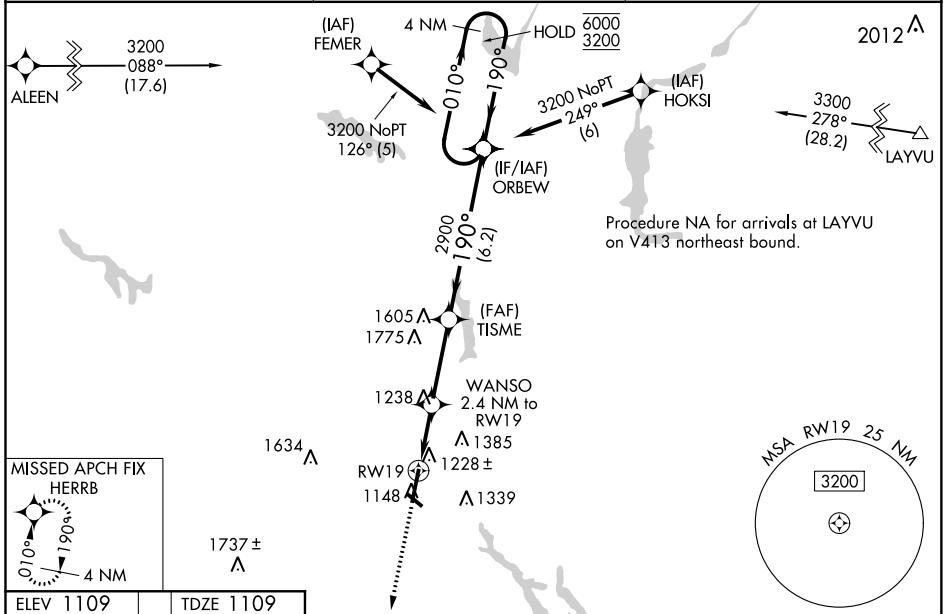 3200
088°
(17.6)
ALEEN
(IAF)
FEMER
3200 NoPT
126° (5)
4 NM
HOLD
6000
3200
010°
190°
(IF/IAF)
ORBEW
3200 NoPT
249°
(6)
(IAF)
HOKSI
2012
3300
278°
(28.2)
LAYVU
Procedure NA for arrivals at LAYVU
on V413 northeast bound.
2900
190°
(6.2)
1605
1775
(FAF)
TISME
1238
WANSO
2.4 NM to
RW19
1385
1634
RW19
1228 ±
1148
1339
1737 ±
MISSED APCH FIX
HERRB
010°
190°
4 NM
MSA RW19 25 NM
3200
ELEV 1109
TDZE 1109